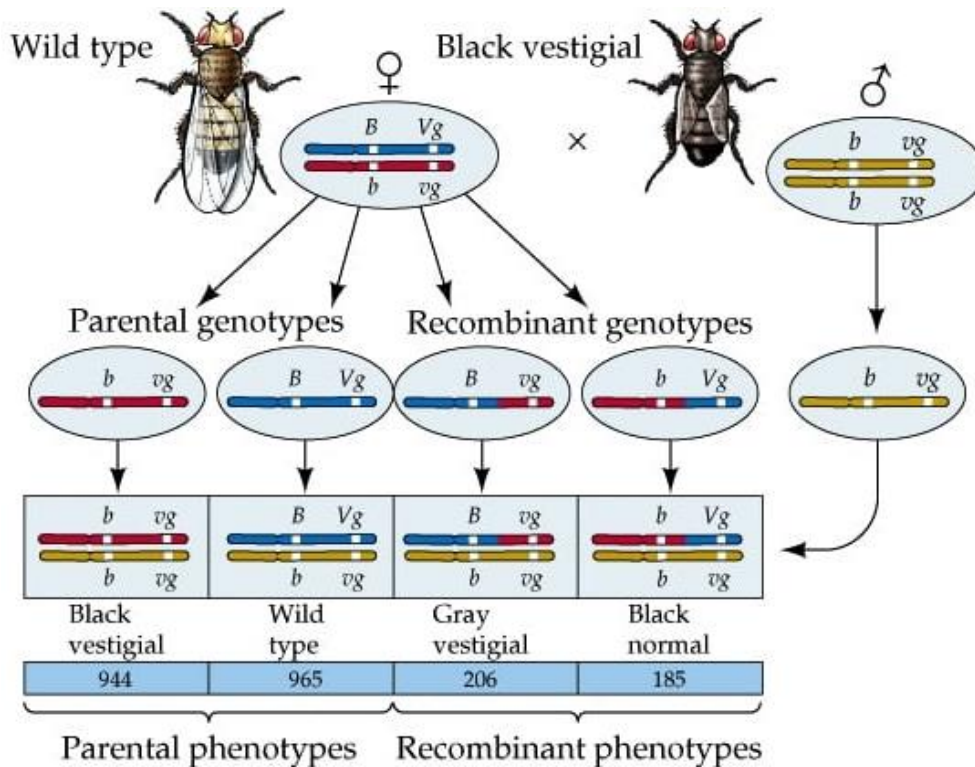 Wild type
♀
B Vg
b vg
×
Black vestigial
♂
b vg
b vg
Parental genotypes
Recombinant genotypes
b vg
B Vg
B vg
b Vg
b vg
b vg
b vg
B Vg
b vg
B vg
b vg
b Vg
b vg
Black
vestigial
Wild
type
Gray
vestigial
Black
normal
944
965
206
185
Parental phenotypes
Recombinant phenotypes